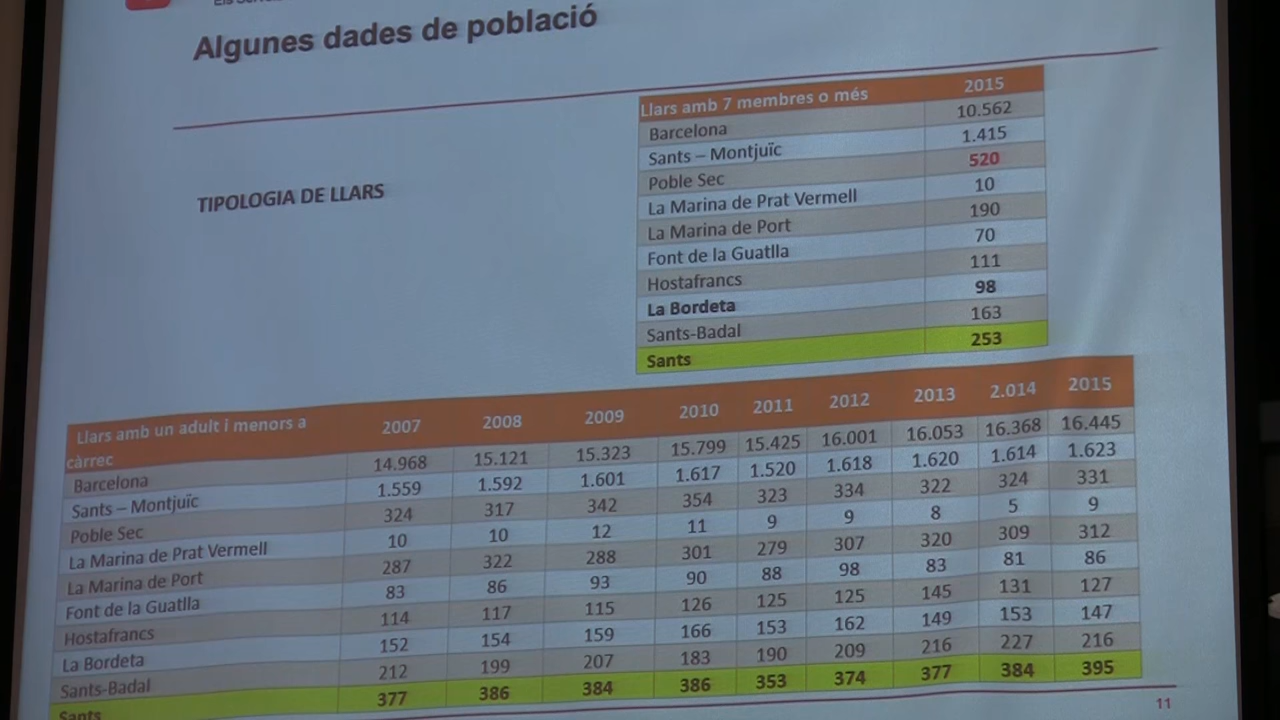 Algunes dades de població
Llars amb 7 membres o més 2015
Barcelona 10.562
Sants – Montjuïc 1.415
Poble Sec 520
La Marina de Prat Vermell 10
La Marina de Port 190
Font de la Guatlla 70
Hostafrancs 111
La Bordeta 98
Sants-Badal 163
Sants 253
TIPOLOGIA DE LLARS
Llars amb un adult i menors a càrrec 2007 2008 2009 2010 2011 2012 2013 2.014 2015
Barcelona 14.968 15.121 15.323 15.799 15.425 16.001 16.053 16.368 16.445
Sants – Montjuïc 1.559 1.592 1.601 1.617 1.520 1.618 1.620 1.614 1.623
Poble Sec 324 317 342 354 323 334 322 324 331
La Marina de Prat Vermell 10 10 12 11 9 9 8 5 9
La Marina de Port 287 322 288 301 279 307 320 309 312
Font de la Guatlla 83 86 93 90 88 98 83 81 86
Hostafrancs 114 117 115 126 125 125 145 131 127
La Bordeta 152 154 159 166 153 162 149 153 147
Sants-Badal 212 199 207 183 190 209 216 227 216
Sants 377 386 384 386 353 374 377 384 395
11